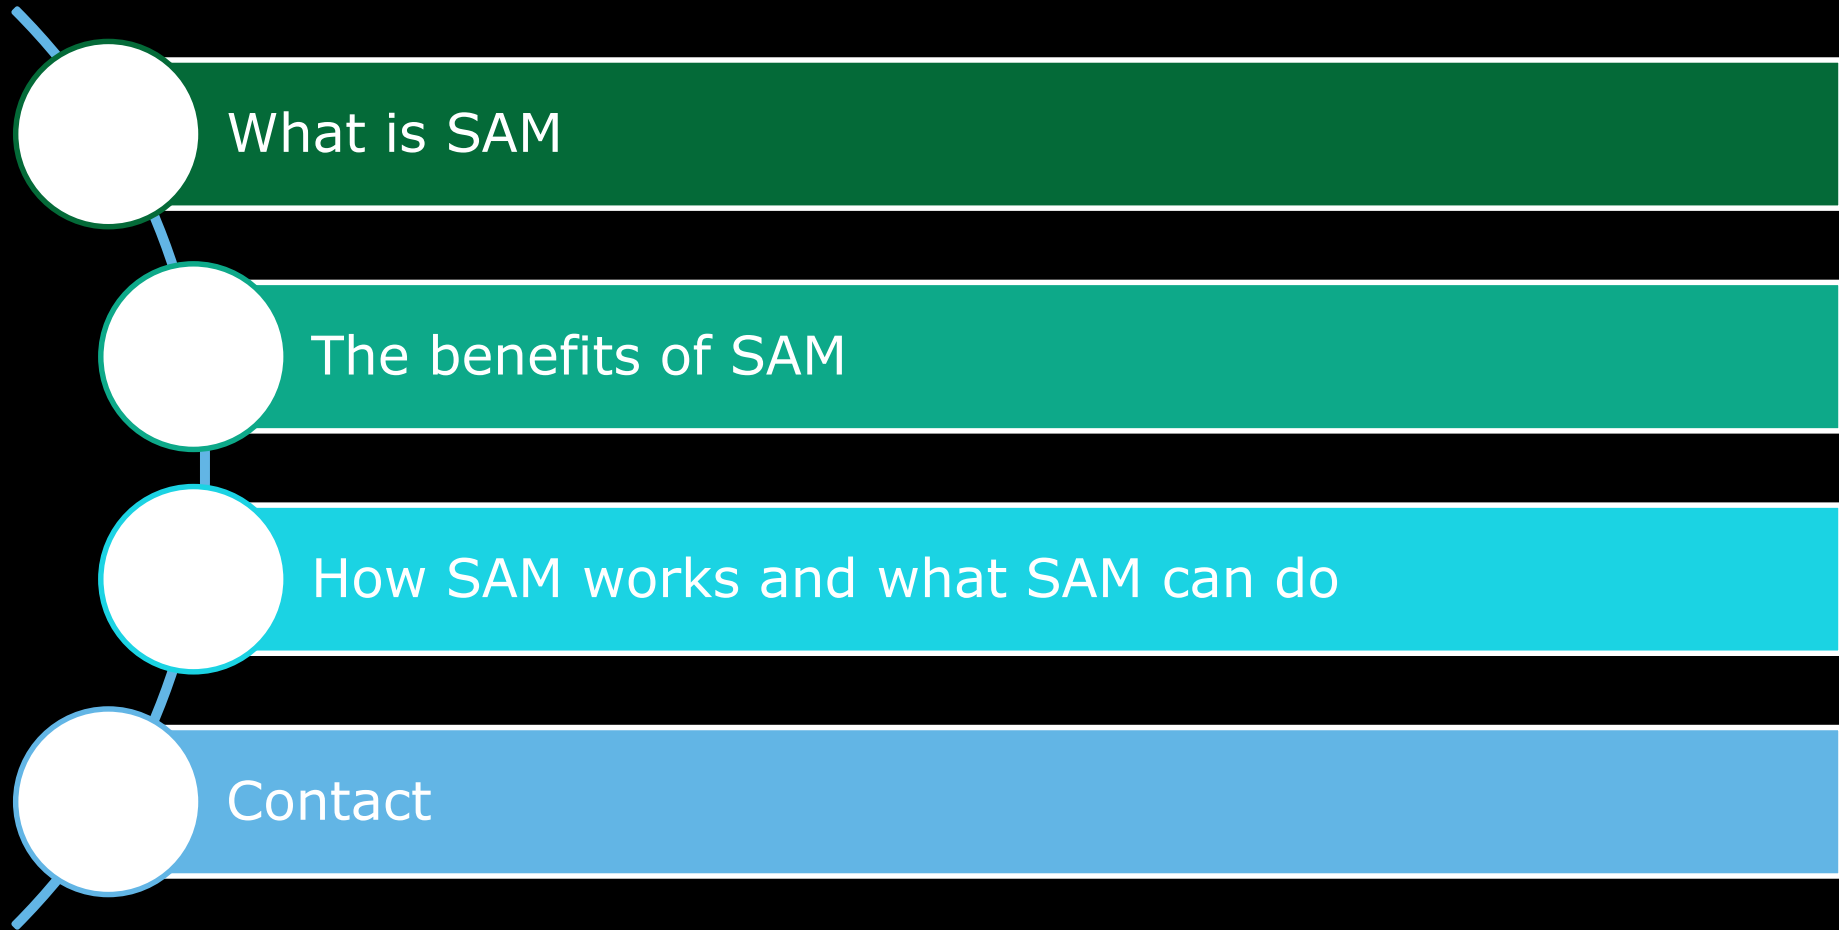 What is SAM
The benefits of SAM
How SAM works and what SAM can do
Contact